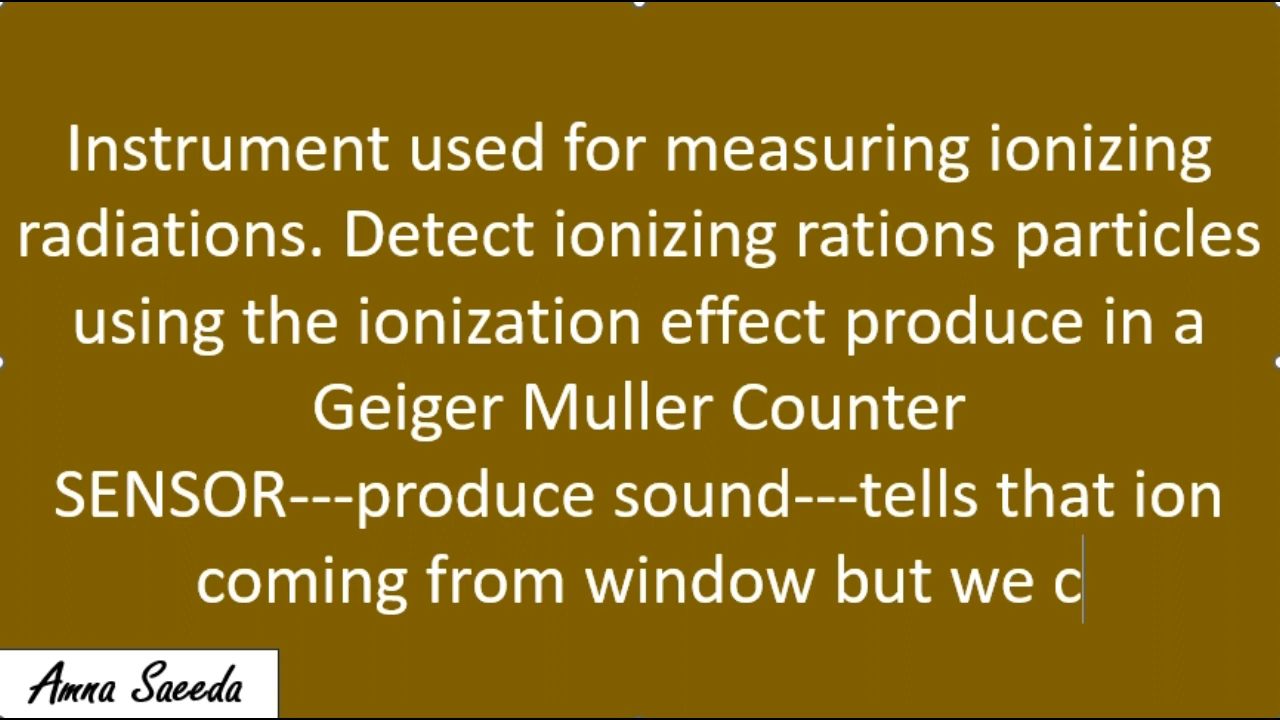 Instrument used for measuring ionizing
radiations. Detect ionizing rations particles
using the ionization effect produce in a
Geiger Muller Counter
SENSOR---produce sound---tells that ion
coming from window but we c
Amna Saeeda